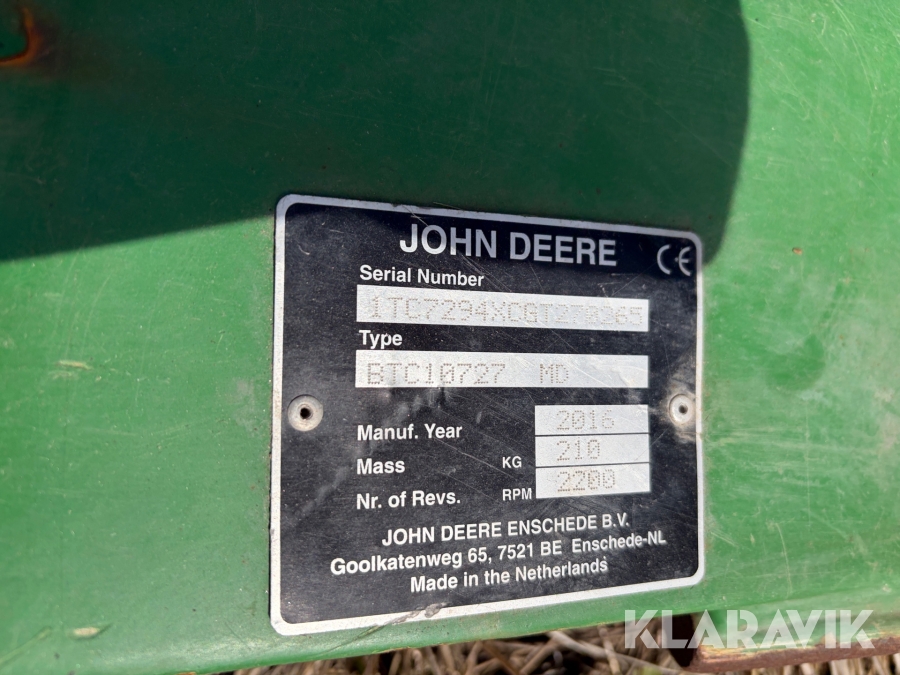 JOHN DEERE
CE
Serial Number
Type
BTC10727 MD
Manuf. Year 2016
Mass KG 210
Nr. of Revs. RPM 2200
JOHN DEERE ENSCHEDE B.V.
Goolkatenweg 65, 7521 BE Enschede-NL
Made in the Netherlands
KLARAVIK